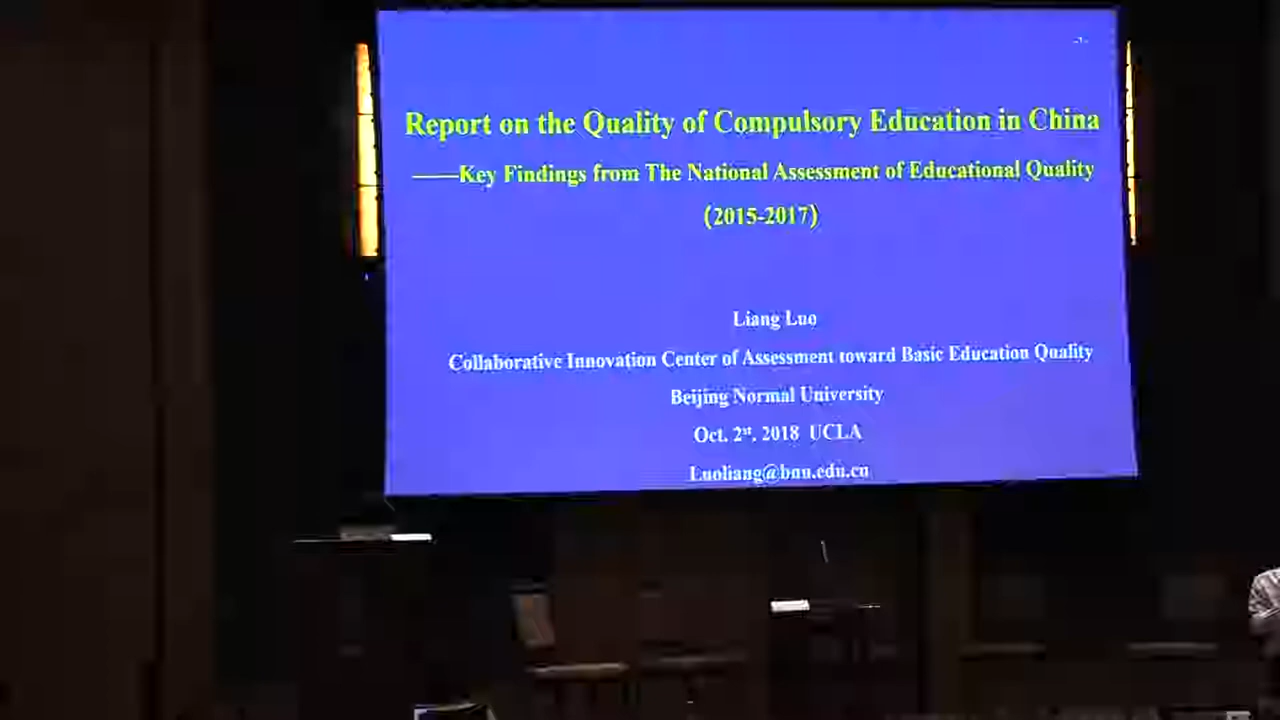 Report on the Quality of Compulsory Education in China
——Key Findings from The National Assessment of Educational Quality
(2015-2017)
Liang Luo
Collaborative Innovation Center of Assessment toward Basic Education Quality
Beijing Normal University
Oct. 2st, 2018 UCLA
Luoliang@bnu.edu.cn